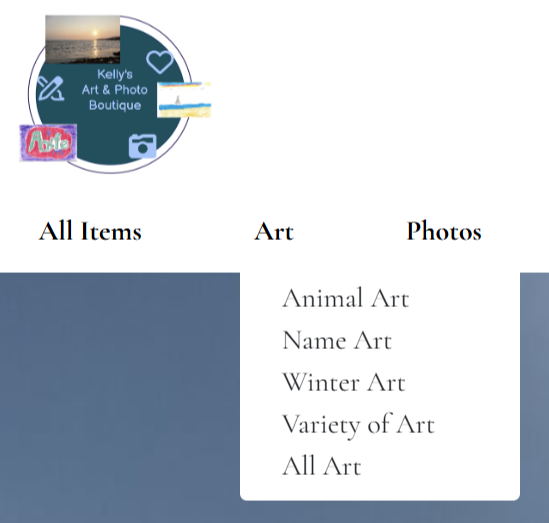 Kelly's
Art & Photo
Boutique
All Items
Art
Photos
Animal Art
Name Art
Winter Art
Variety of Art
All Art